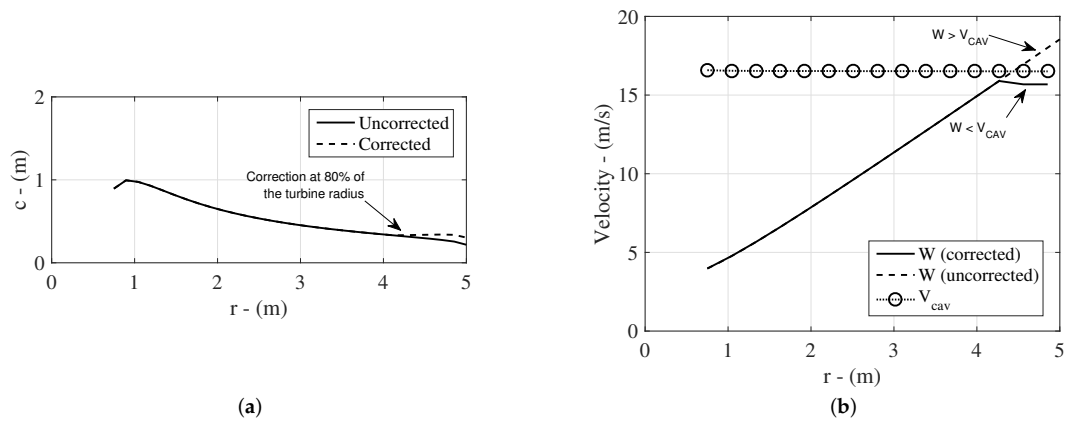 2
1
0
0
1
2
3
4
5
c - (m)
r - (m)
Uncorrected
Corrected
Correction at 80% of
the turbine radius
(a)
20
15
10
5
0
0
1
2
3
4
5
Velocity - (m/s)
r - (m)
W > V_CAV
W < V_CAV
W (corrected)
W (uncorrected)
V_cav
(b)